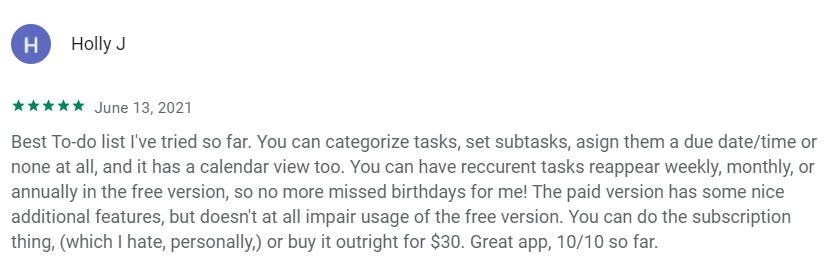 H
Holly J
June 13, 2021
Best To-do list I've tried so far. You can categorize tasks, set subtasks, asign them a due date/time or
none at all, and it has a calendar view too. You can have reccurent tasks reappear weekly, monthly, or
annually in the free version, so no more missed birthdays for me! The paid version has some nice
additional features, but doesn't at all impair usage of the free version. You can do the subscription
thing, (which I hate, personally,) or buy it outright for $30. Great app, 10/10 so far.